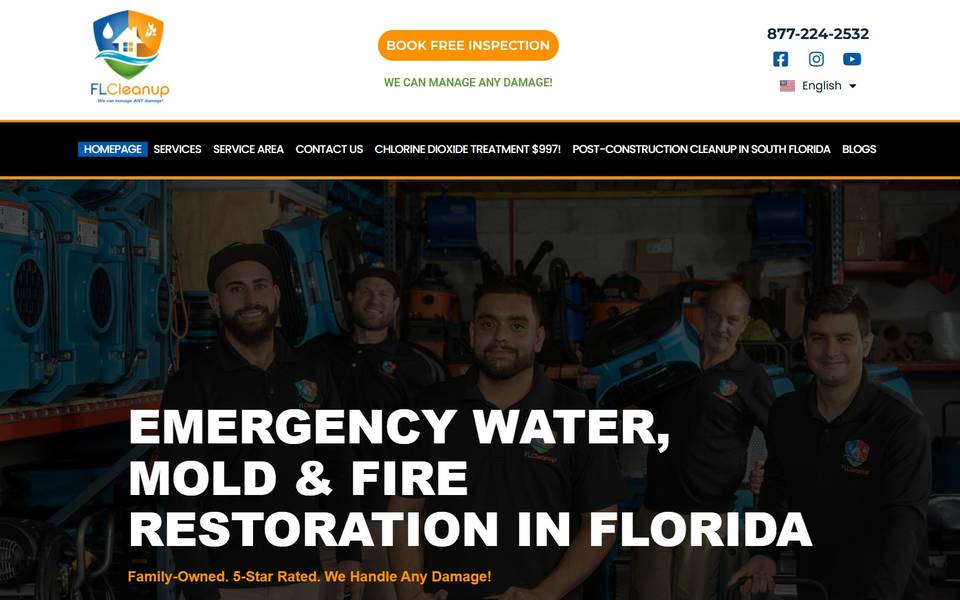 FLCleanup
We can manage ANY damage!
BOOK FREE INSPECTION
WE CAN MANAGE ANY DAMAGE!
877-224-2532
English
HOMEPAGE SERVICES SERVICE AREA CONTACT US CHLORINE DIOXIDE TREATMENT $997! POST-CONSTRUCTION CLEANUP IN SOUTH FLORIDA BLOGS
EMERGENCY WATER,
MOLD & FIRE
RESTORATION IN FLORIDA
Family-Owned. 5-Star Rated. We Handle Any Damage!